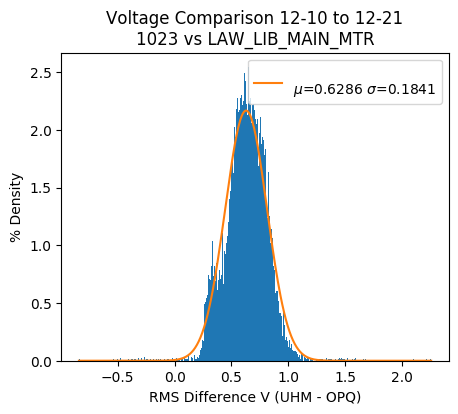 Voltage Comparison 12-10 to 12-21
1023 vs LAW_LIB_MAIN_MTR
μ=0.6286 σ=0.1841
% Density
2.5
2.0
1.5
1.0
0.5
0.0
−0.5 0.0 0.5 1.0 1.5 2.0
RMS Difference V (UHM - OPQ)